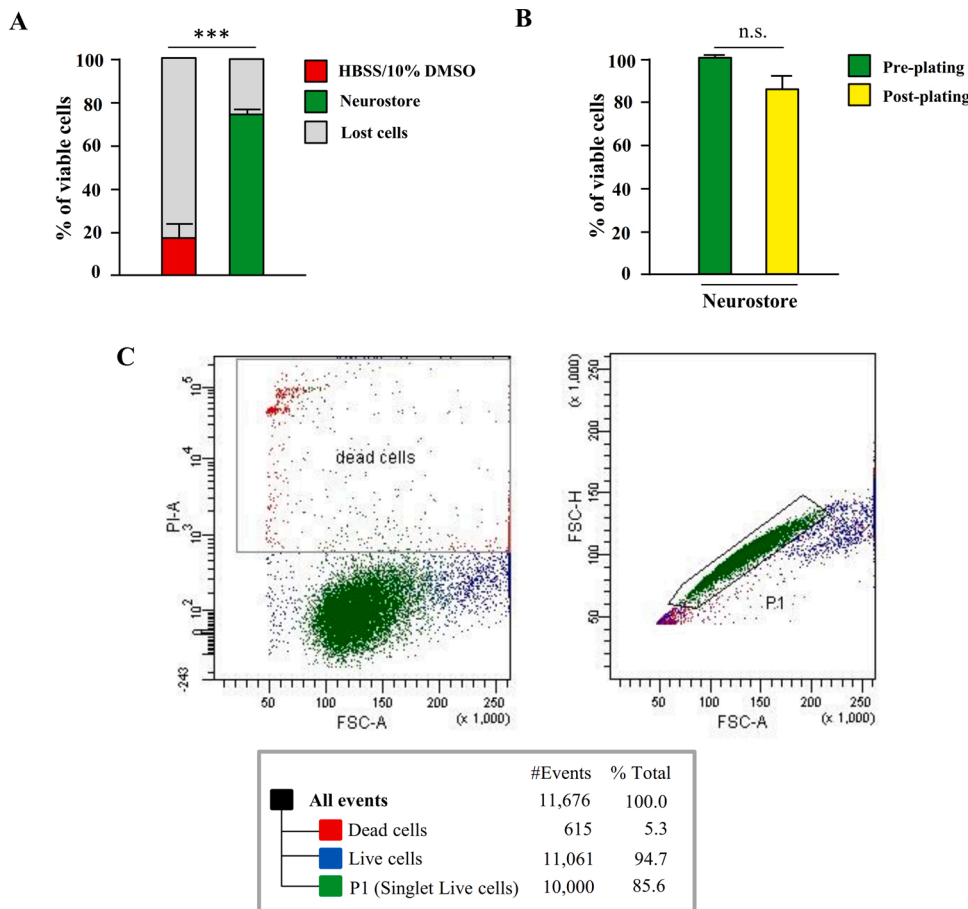 A
***
100
80
60
40
20
0
% of viable cells
HBSS/10% DMSO
Neurostore
Lost cells
B
n.s.
100
80
60
40
20
0
% of viable cells
Neurostore
Pre-plating
Post-plating
C
PI-A
10^5
10^4
10^3
10^2
0
-243
dead cells
50 100 150 200 250
FSC-A (x 1,000)
FSC-H
(x 1,000)
250
200
150
100
50
P1
50 100 150 200 250
FSC-A (x 1,000)
#Events % Total
All events 11,676 100.0
Dead cells 615 5.3
Live cells 11,061 94.7
P1 (Singlet Live cells) 10,000 85.6